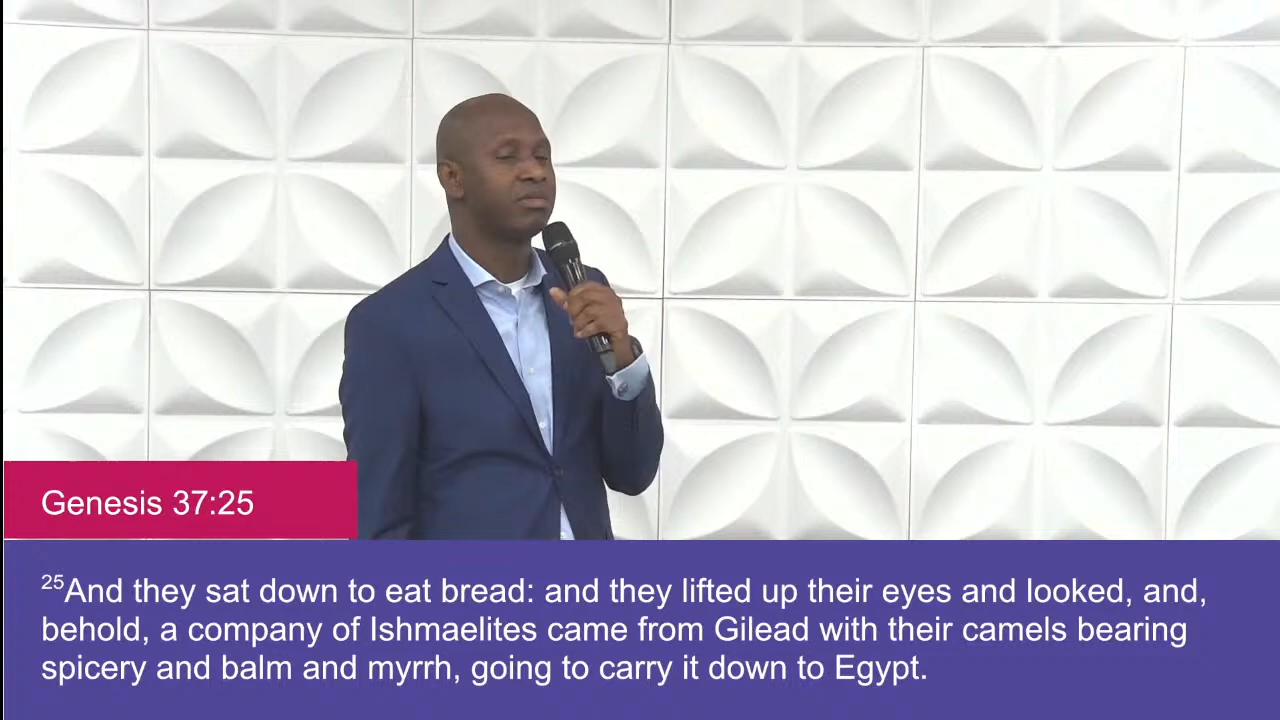 Genesis 37:25
25And they sat down to eat bread: and they lifted up their eyes and looked, and,
behold, a company of Ishmaelites came from Gilead with their camels bearing
spicery and balm and myrrh, going to carry it down to Egypt.